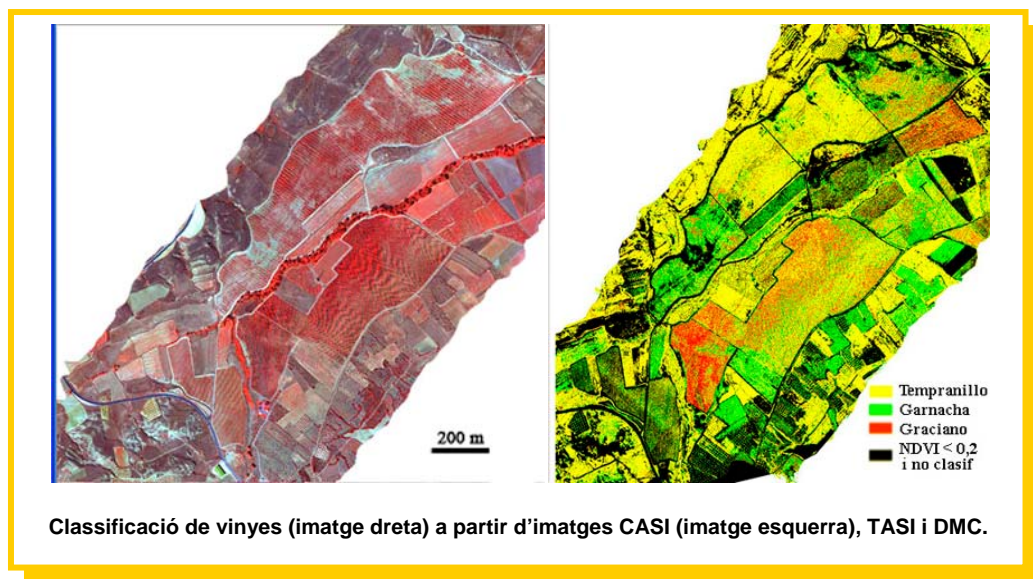 200 m
Tempranillo
Garnacha
Graciano
NDVI < 0,2
i no clasif
Classificació de vinyes (imatge dreta) a partir d’imatges CASI (imatge esquerra), TASI i DMC.